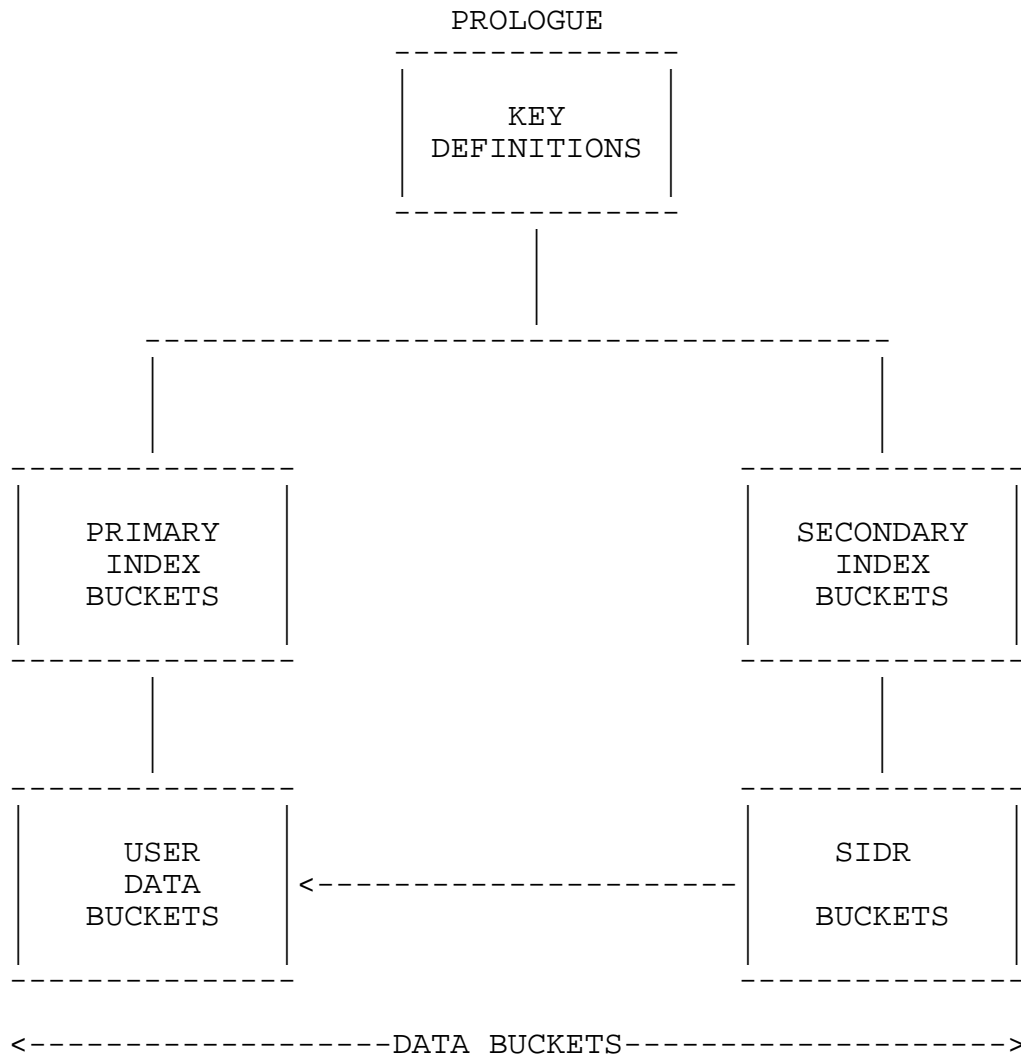 PROLOGUE
KEY
DEFINITIONS
PRIMARY
INDEX
BUCKETS
SECONDARY
INDEX
BUCKETS
USER
DATA
BUCKETS
SIDR
BUCKETS
DATA BUCKETS